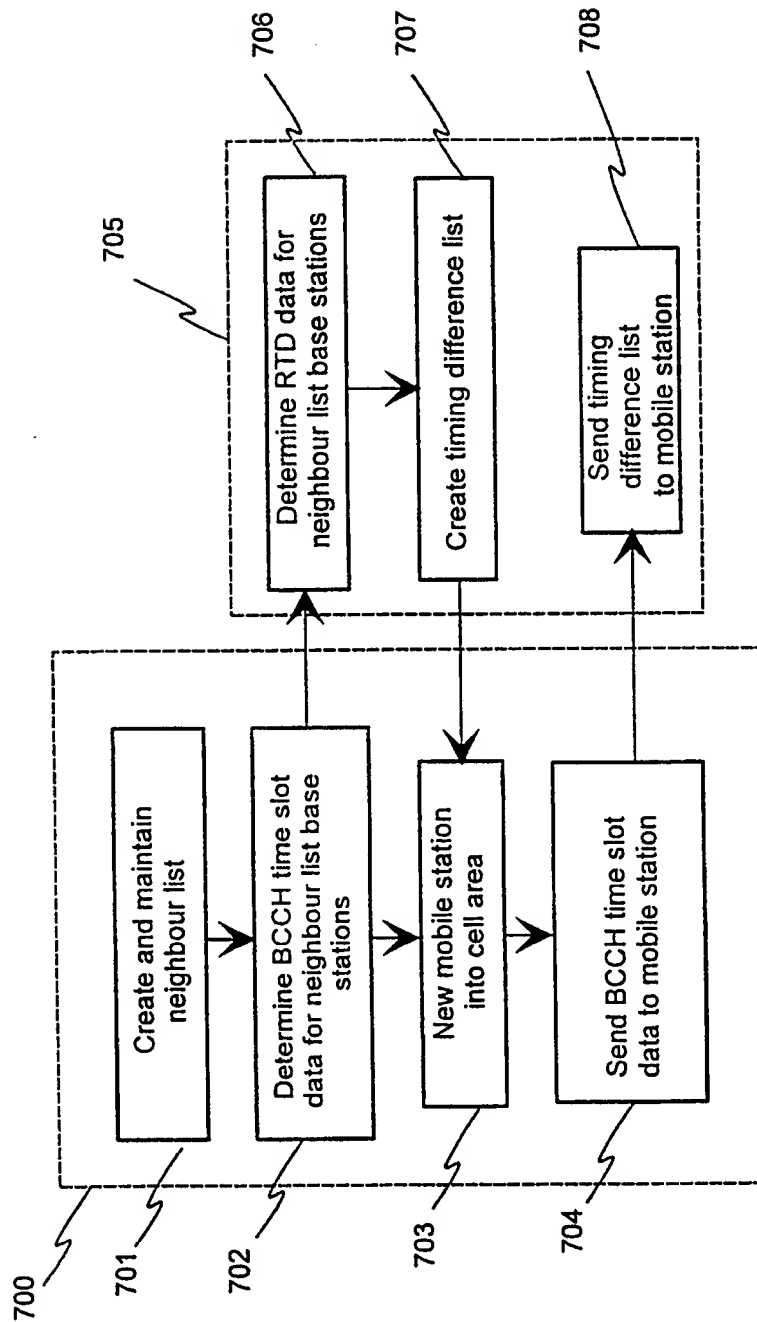 700
701
Create and maintain
neighbour list
702
Determine BCCH time slot
data for neighbour list base
stations
703
New mobile station
into cell area
704
Send BCCH time slot
data to mobile station
705
706
Determine RTD data for
neighbour list base stations
707
Create timing difference list
708
Send timing
difference list
to mobile station